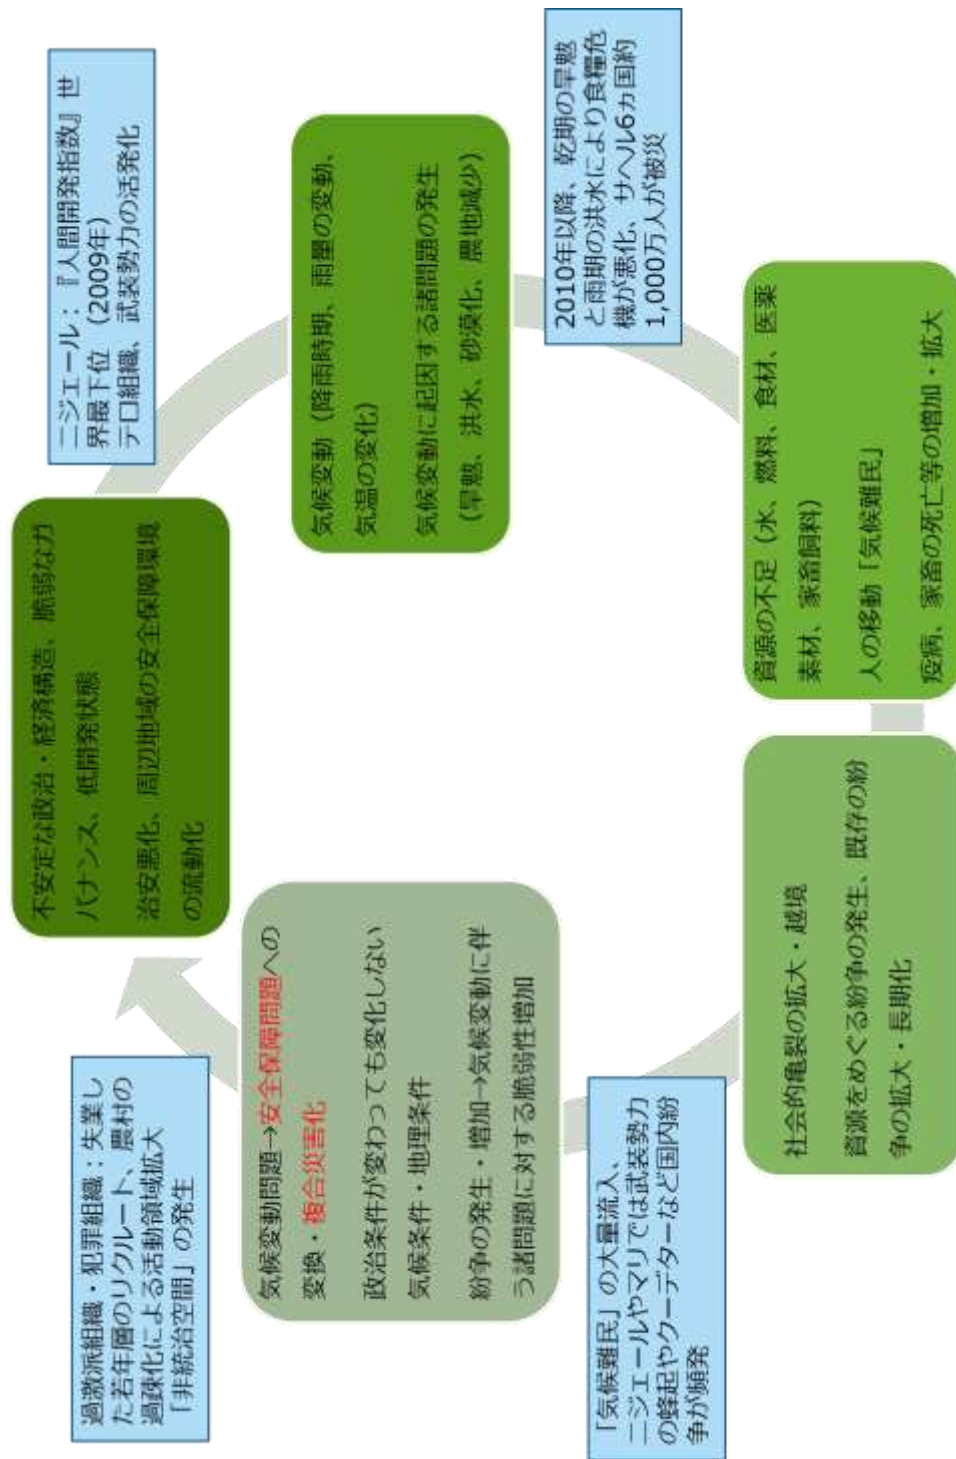 不安定な政治・経済構造、脆弱なガ
バナンス、低開発状態
治安悪化、周辺地域の安全保障環境
の流動化
ニジェール：『人間開発指数』世
界最下位（2009年）
テロ組織、武装勢力の活発化
気候変動（降雨時期、雨量の変動、
気温の変化）
気候変動に起因する諸問題の発生
（旱魃、洪水、砂漠化、農地減少）
2010年以降、乾期の旱魃
と雨期の洪水により食糧危
機が悪化、サヘル6ヵ国約
1,000万人が被災
資源の不足（水、燃料、食材、医薬
素材、家畜飼料）
人の移動「気候難民」
疫病、家畜の死亡等の増加・拡大
社会的亀裂の拡大・越境
資源をめぐる紛争の発生、既存の紛
争の拡大・長期化
「気候難民」の大量流入、
ニジェールやマリでは武装勢力
の蜂起やクーデターなど国内紛
争が頻発
気候変動問題→安全保障問題への
変換・複合災害化
政治条件が変わっても変化しない
気候条件・地理条件
紛争の発生・増加→気候変動に伴
う諸問題に対する脆弱性増加
過激派組織・犯罪組織：失業し
た若年層のリクルート、農村の
過疎化による活動領域拡大
「非統治空間」の発生